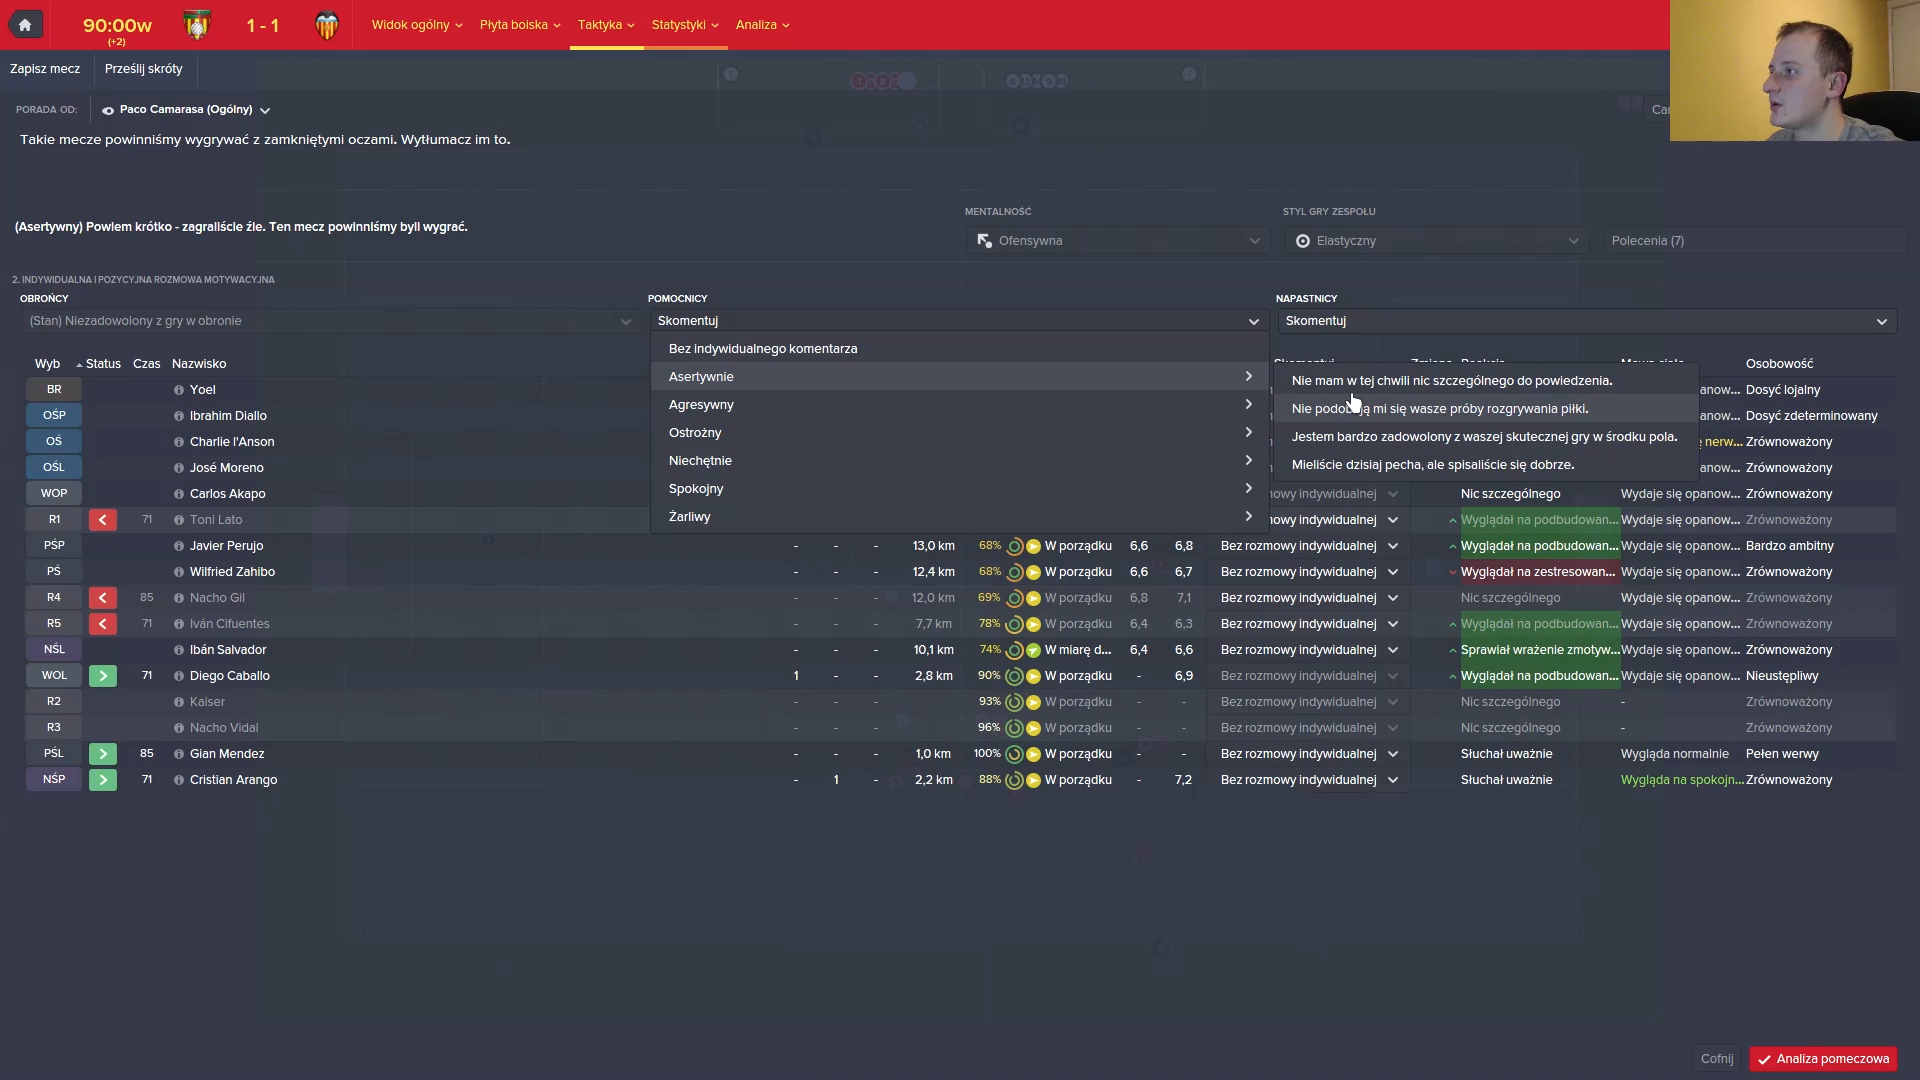 90:00w
(+2)
1 - 1
Widok ogólny
Płyta boiska
Taktyka
Statystyki
Analiza
Zapisz mecz
Prześlij skróty
PORADA OD:
Paco Camarasa (Ogólny)
Takie mecze powinniśmy wygrywać z zamkniętymi oczami. Wytłumacz im to.
MENTALNOŚĆ
STYL GRY ZESPOŁU
(Asertywny) Powiem krótko - zagraliście źle. Ten mecz powinniśmy byli wygrać.
Ofensywna
Elastyczny
Polecenia (7)
2. INDYWIDUALNA I POZYCYJNA ROZMOWA MOTYWACYJNA
OBROŃCY
POMOCNICY
NAPASTNICY
(Stan) Niezadowolony z gry w obronie
Skomentuj
Skomentuj
Bez indywidualnego komentarza
Asertywnie
Agresywny
Ostrożny
Niechętnie
Spokojny
Żarliwy
Nie mam w tej chwili nic szczególnego do powiedzenia.
Nie podobają mi się wasze próby rozgrywania piłki.
Jestem bardzo zadowolony z waszej skutecznej gry w środku pola.
Mieliście dzisiaj pecha, ale spisaliście się dobrze.
Wyb Status Czas Nazwisko Osobowość
BR Yoel anow... Dosyć lojalny
OŚP Ibrahim Diallo anow... Dosyć zdeterminowany
OŚ Charlie l'Anson nerw... Zrównoważony
OŚL José Moreno anow... Zrównoważony
WOP Carlos Akapo mowy indywidualnej Nic szczególnego Wydaje się opanow... Zrównoważony
R1 71 Toni Lato mowy indywidualnej Wyglądał na podbudowan... Wydaje się opanow... Zrównoważony
PŚP Javier Perujo - - - 13,0 km 68% W porządku 6,6 6,8 Bez rozmowy indywidualnej Wyglądał na podbudowan... Wydaje się opanow... Bardzo ambitny
PŚ Wilfried Zahibo - - - 12,4 km 68% W porządku 6,6 6,7 Bez rozmowy indywidualnej Wyglądał na zestresowan... Wydaje się opanow... Zrównoważony
R4 85 Nacho Gil - - - 12,0 km 69% W porządku 6,8 7,1 Bez rozmowy indywidualnej Nic szczególnego Wydaje się opanow... Zrównoważony
R5 71 Iván Cifuentes - - - 7,7 km 78% W porządku 6,4 6,3 Bez rozmowy indywidualnej Wyglądał na podbudowan... Wydaje się opanow... Zrównoważony
NŚL Ibán Salvador - - - 10,1 km 74% W miarę d... 6,4 6,6 Bez rozmowy indywidualnej Sprawiał wrażenie zmotyw... Wydaje się opanow... Zrównoważony
WOL 71 Diego Caballo 1 - - 2,8 km 90% W porządku - 6,9 Bez rozmowy indywidualnej Wyglądał na podbudowan... Wydaje się opanow... Nieustępliwy
R2 Kaiser - - - 93% W porządku - - Bez rozmowy indywidualnej Nic szczególnego - Zrównoważony
R3 Nacho Vidal - - - 96% W porządku - - Bez rozmowy indywidualnej Nic szczególnego - Zrównoważony
PŚL 85 Gian Mendez - - - 1,0 km 100% W porządku - - Bez rozmowy indywidualnej Słuchał uważnie Wygląda normalnie Pełen werwy
NŚP 71 Cristian Arango - 1 - 2,2 km 88% W porządku - 7,2 Bez rozmowy indywidualnej Słuchał uważnie Wygląda na spokojn... Zrównoważony
Cofnij
Analiza pomeczowa